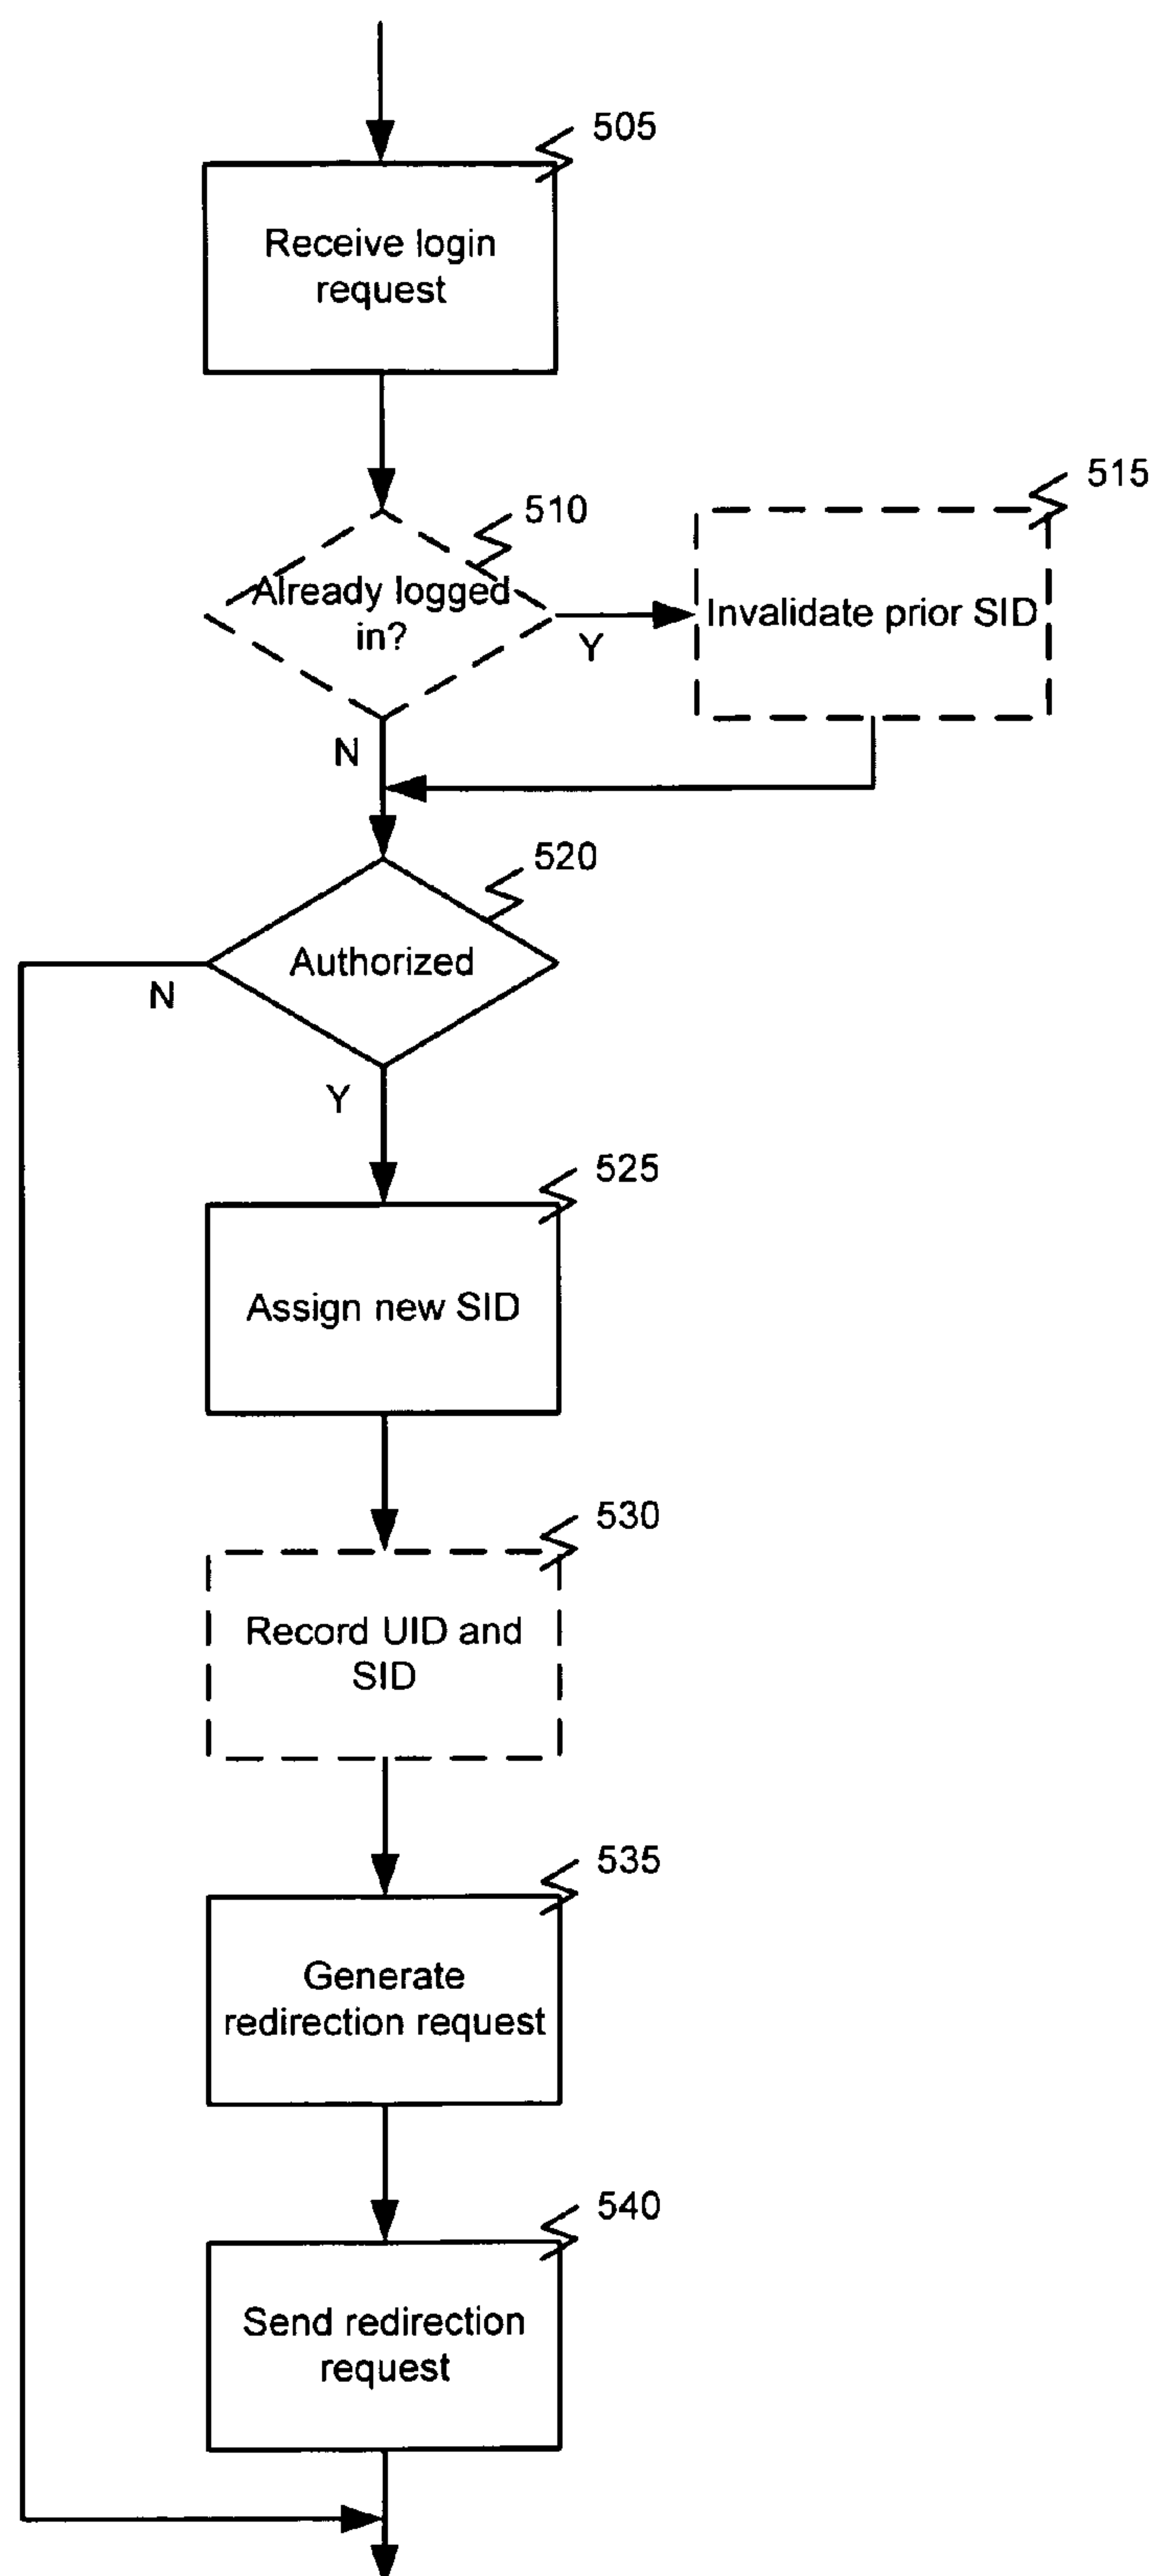 505
Receive login
request
510
515
Already logged
in?
Invalidate prior SID
Y
N
520
Authorized
N
Y
525
Assign new SID
530
Record UID and
SID
535
Generate
redirection request
540
Send redirection
request